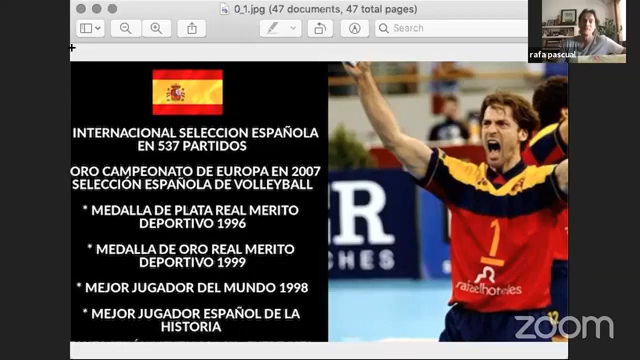 0_1.jpg (47 documents, 47 total pages)
Search
rafa pascual
INTERNACIONAL SELECCION ESPAÑOLA
EN 537 PARTIDOS
ORO CAMPEONATO DE EUROPA EN 2007
SELECCIÓN ESPAÑOLA DE VOLLEYBALL
* MEDALLA DE PLATA REAL MERITO
DEPORTIVO 1996
* MEDALLA DE ORO REAL MERITO
DEPORTIVO 1999
* MEJOR JUGADOR DEL MUNDO 1998
* MEJOR JUGADOR ESPAÑOL DE LA
HISTORIA
R
CHES
1
rafaelhoteles
zoom